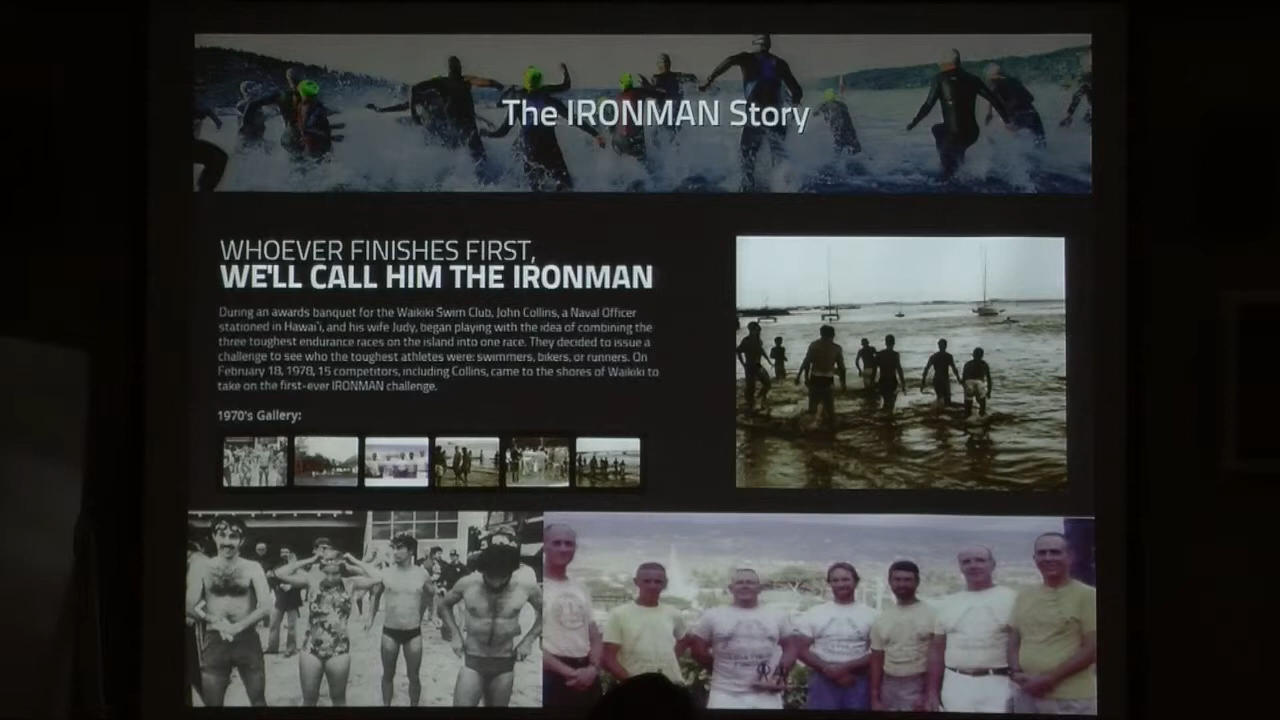 The IRONMAN Story
WHOEVER FINISHES FIRST,
WE'LL CALL HIM THE IRONMAN
During an awards banquet for the Waikiki Swim Club, John Collins, a Naval Officer
stationed in Hawai'i, and his wife Judy, began playing with the idea of combining the
three toughest endurance races on the island into one race. They decided to issue a
challenge to see who the toughest athletes were: swimmers, bikers, or runners. On
February 18, 1978, 15 competitors, including Collins, came to the shores of Waikiki to
take on the first-ever IRONMAN challenge.
1970's Gallery: